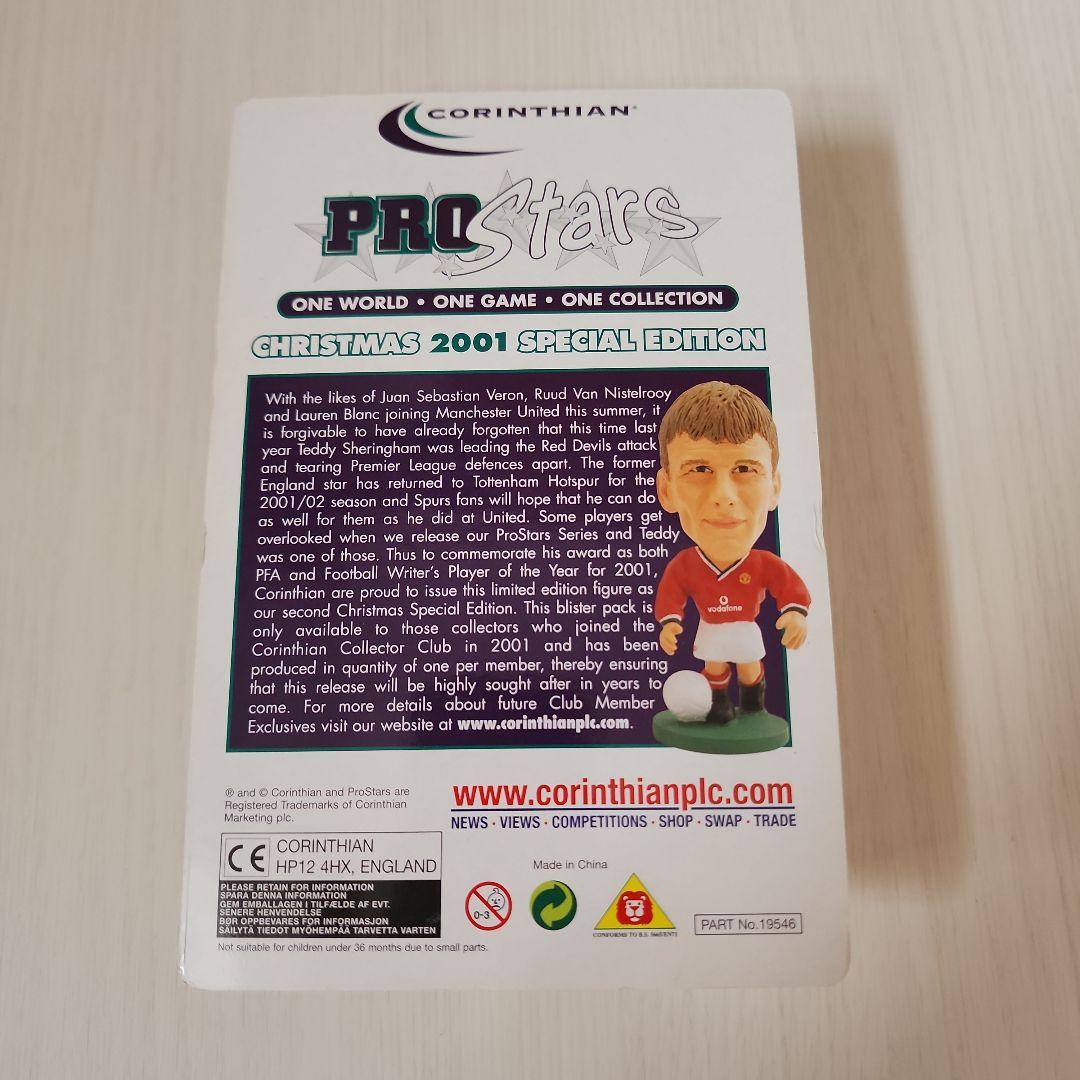 CORINTHIAN®
PROStars
ONE WORLD • ONE GAME • ONE COLLECTION
CHRISTMAS 2001 SPECIAL EDITION
With the likes of Juan Sebastian Veron, Ruud Van Nistelrooy
and Lauren Blanc joining Manchester United this summer, it
is forgivable to have already forgotten that this time last
year Teddy Sheringham was leading the Red Devils attack
and tearing Premier League defences apart. The former
England star has returned to Tottenham Hotspur for the
2001/02 season and Spurs fans will hope that he can do
as well for them as he did at United. Some players get
overlooked when we release our ProStars Series and Teddy
was one of those. Thus to commemorate his award as both
PFA and Football Writer's Player of the Year for 2001,
Corinthian are proud to issue this limited edition figure as
our second Christmas Special Edition. This blister pack is
only available to those collectors who joined the
Corinthian Collector Club in 2001 and has been
produced in quantity of one per member, thereby ensuring
that this release will be highly sought after in years to
come. For more details about future Club Member
Exclusives visit our website at www.corinthianplc.com.
vodafone
® and © Corinthian and ProStars are
Registered Trademarks of Corinthian
Marketing plc.
www.corinthianplc.com
NEWS · VIEWS · COMPETITIONS · SHOP · SWAP · TRADE
CE
CORINTHIAN
HP12 4HX, ENGLAND
PLEASE RETAIN FOR INFORMATION
SPARA DENNA INFORMATION
GEM EMBALLAGEN I TILFÆLDE AF EVT.
SENERE HENVENDELSE
BØR OPPBEVARES FOR INFORMASJON
SÄILYTÄ TIEDOT MYÖHEMPÄÄ TARVETTA VARTEN
Not suitable for children under 36 months due to small parts.
Made in China
0-3
CONFORMS TO B.S.
PART No.19546